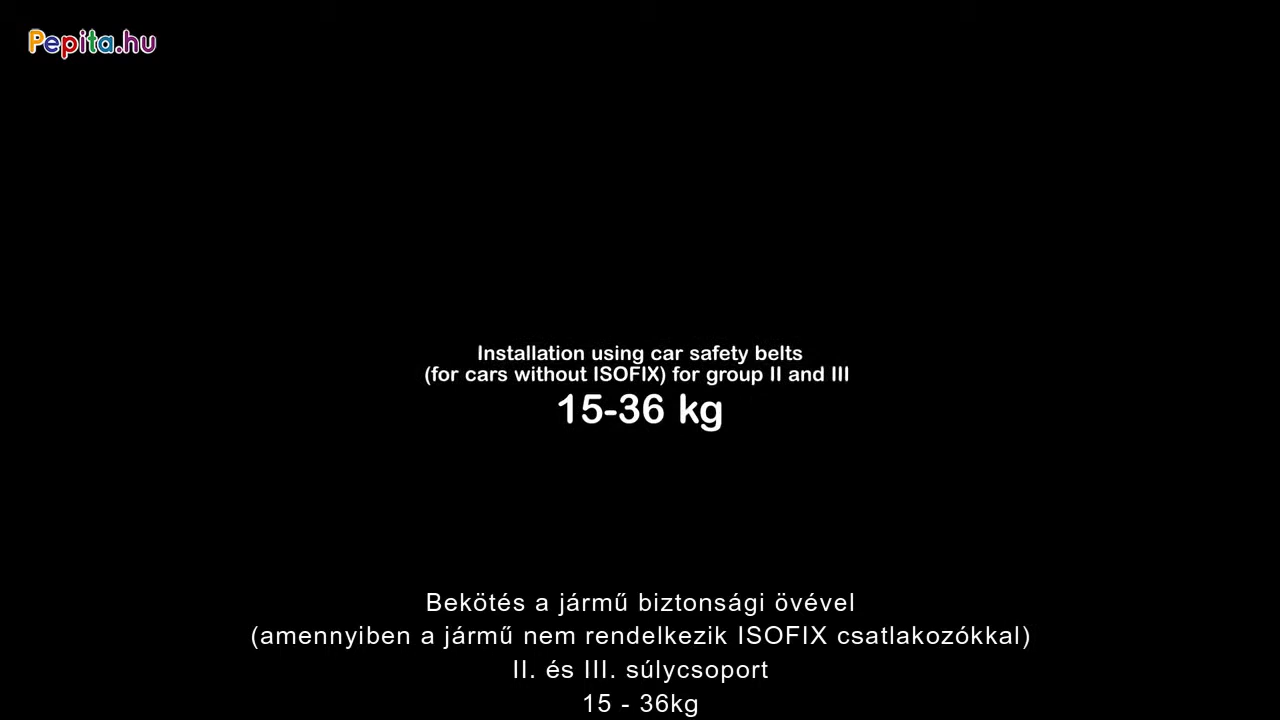 Pepita.hu
Installation using car safety belts
(for cars without ISOFIX) for group II and III
15-36 kg
Bekötés a jármű biztonsági övével
(amennyiben a jármű nem rendelkezik ISOFIX csatlakozókkal)
II. és III. súlycsoport
15 - 36kg